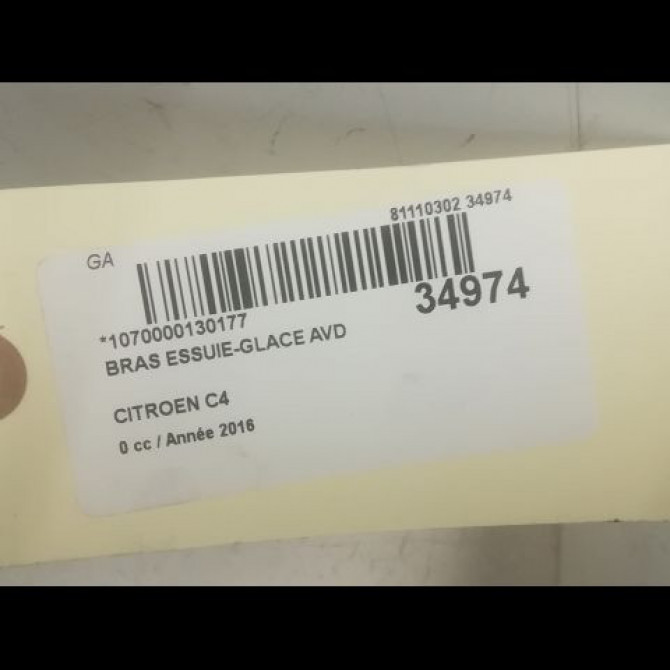 81110302 34974
GA
34974
*1070000130177
BRAS ESSUIE-GLACE AVD
CITROEN C4
0 cc / Année 2016